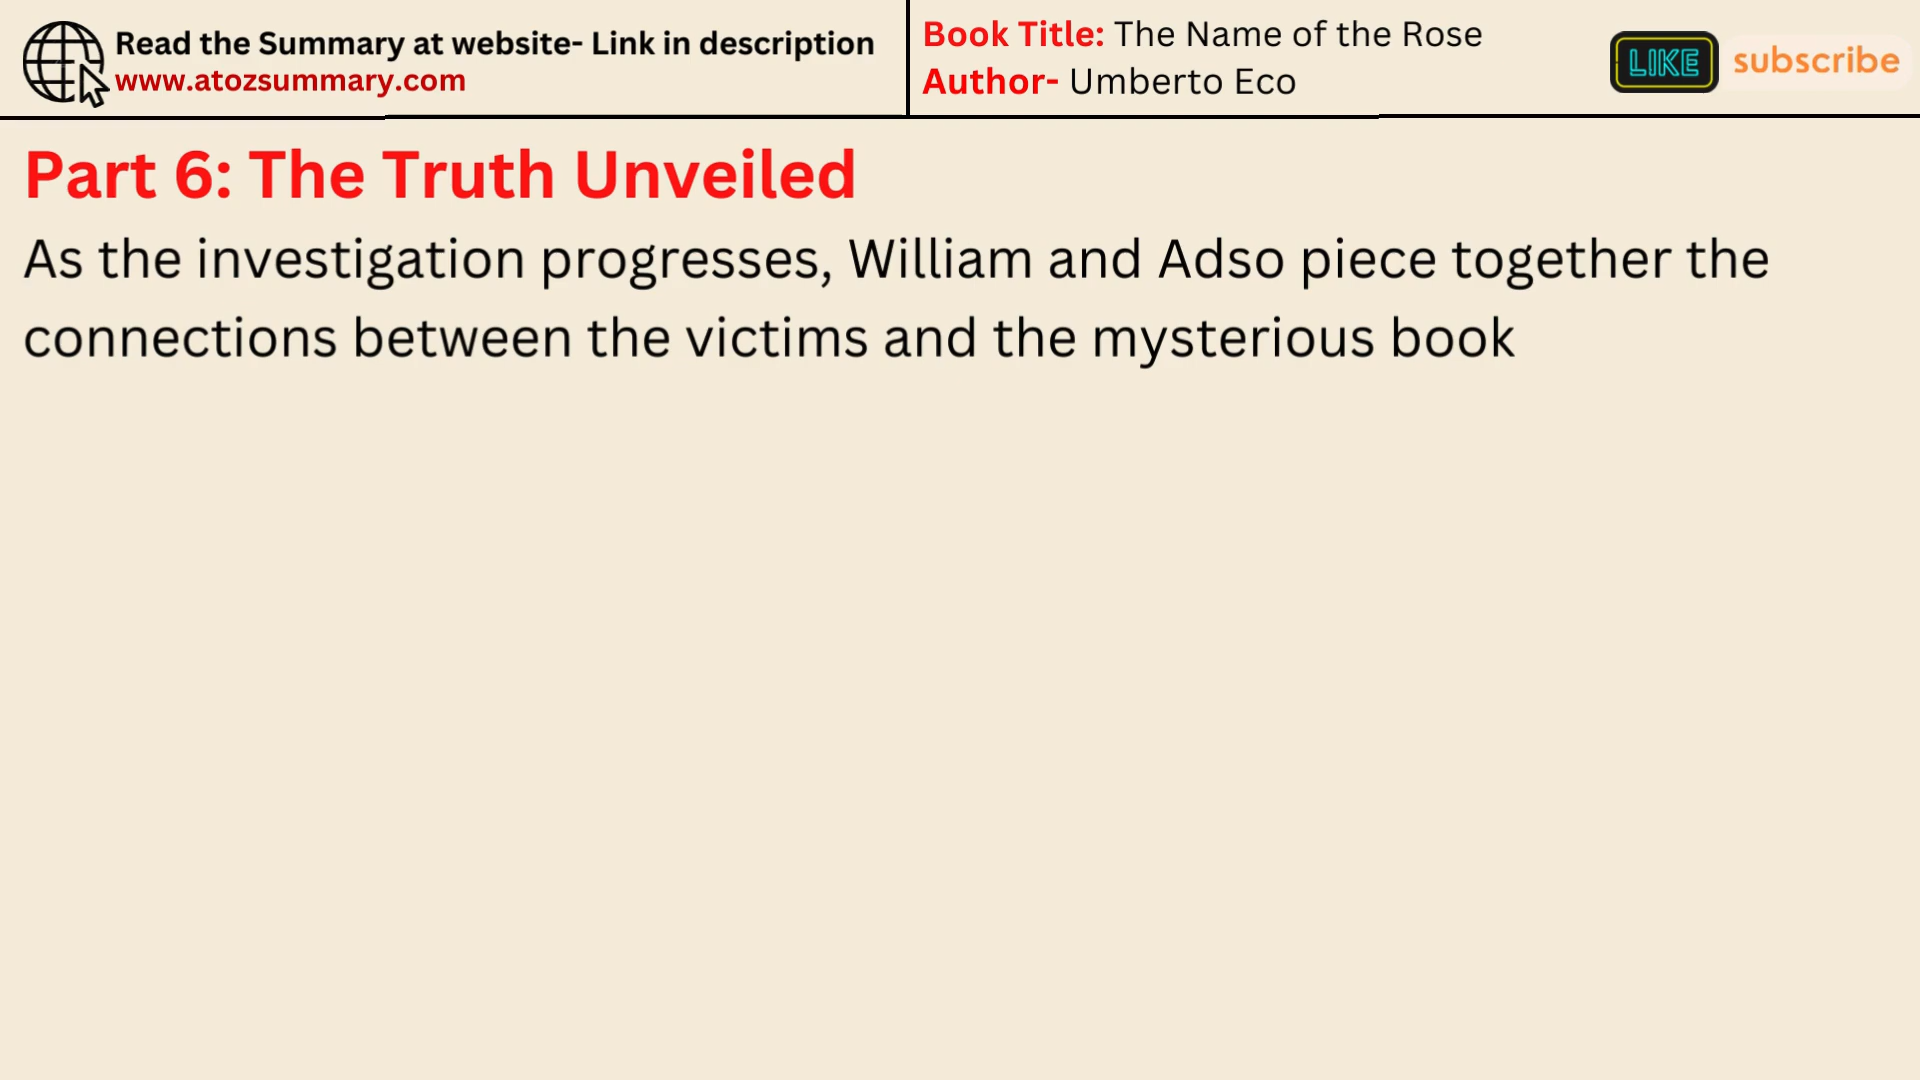 Read the Summary at website- Link in description
www.atozsummary.com
Book Title: The Name of the Rose
Author- Umberto Eco
LIKE
subscribe
Part 6: The Truth Unveiled
As the investigation progresses, William and Adso piece together the
connections between the victims and the mysterious book